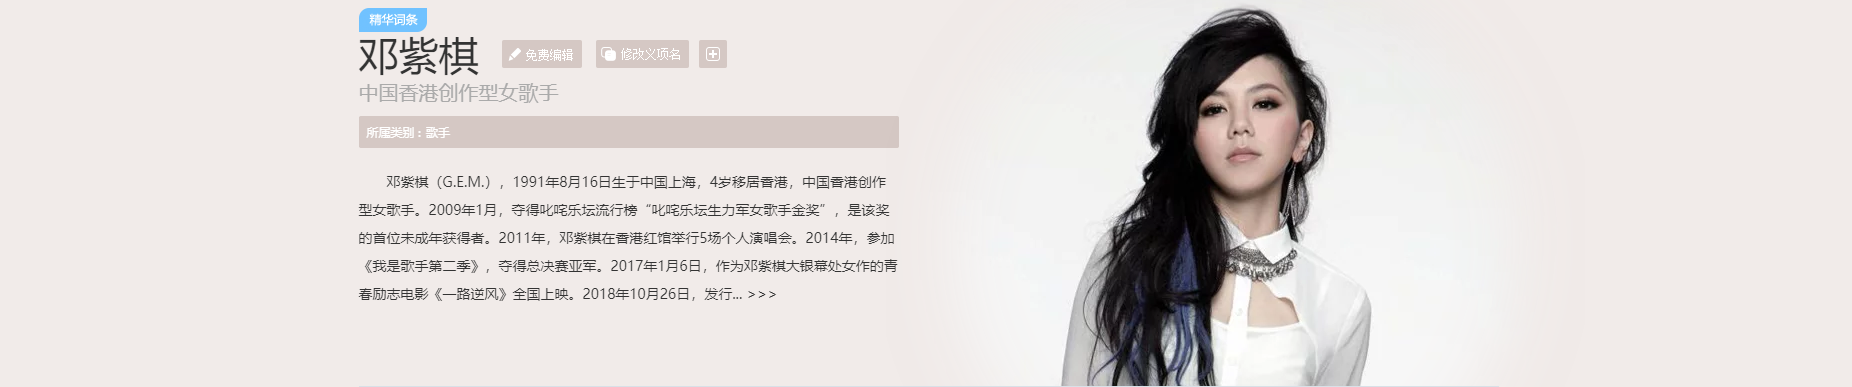 精华词条
邓紫棋 免费编辑 修改义项名
中国香港创作型女歌手
所属类别：歌手
邓紫棋（G.E.M.），1991年8月16日生于中国上海，4岁移居香港，中国香港创作
型女歌手。2009年1月，夺得叱咤乐坛流行榜“叱咤乐坛生力军女歌手金奖”，是该奖
的首位未成年获得者。2011年，邓紫棋在香港红馆举行5场个人演唱会。2014年，参加
《我是歌手第二季》，夺得总决赛亚军。2017年1月6日，作为邓紫棋大银幕处女作的青
春励志电影《一路逆风》全国上映。2018年10月26日，发行... >>>